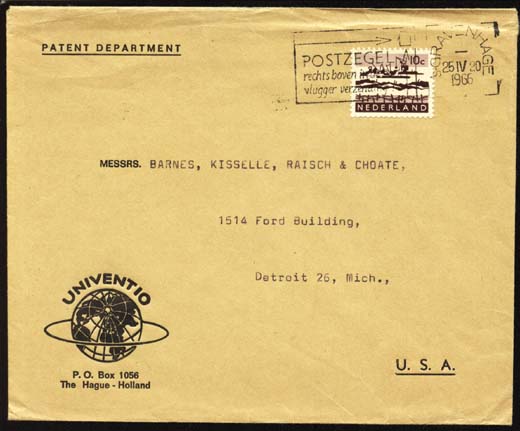 PATENT DEPARTMENT
POSTZEGELS
rechts boven
vlugger
'S GRAVENHAGE
25 IV 20
1966
10c
NEDERLAND
MESSRS. BARNES, KISSELLE, RAISCH & CHOATE,
1514 Ford Building,
Detroit 26, Mich.,
UNIVENTIO
P.O. Box 1056
The Hague - Holland
U. S. A.